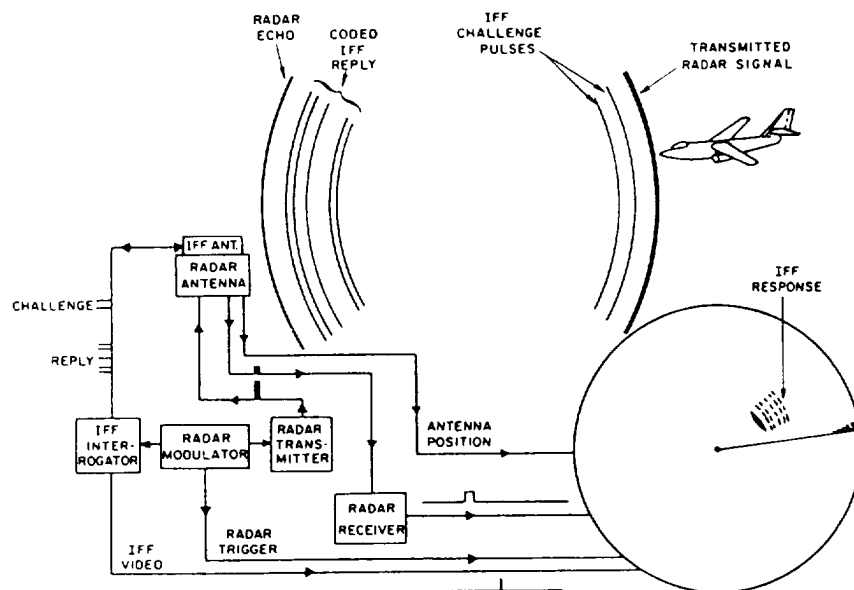 RADAR
ECHO
CODED
IFF
REPLY
IFF
CHALLENGE
PULSES
TRANSMITTED
RADAR SIGNAL
IFF ANT.
RADAR
ANTENNA
CHALLENGE
REPLY
IFF
RESPONSE
IFF
INTER-
ROGATOR
RADAR
MODULATOR
RADAR
TRANS-
MITTER
ANTENNA
POSITION
RADAR
RECEIVER
RADAR
TRIGGER
IFF
VIDEO